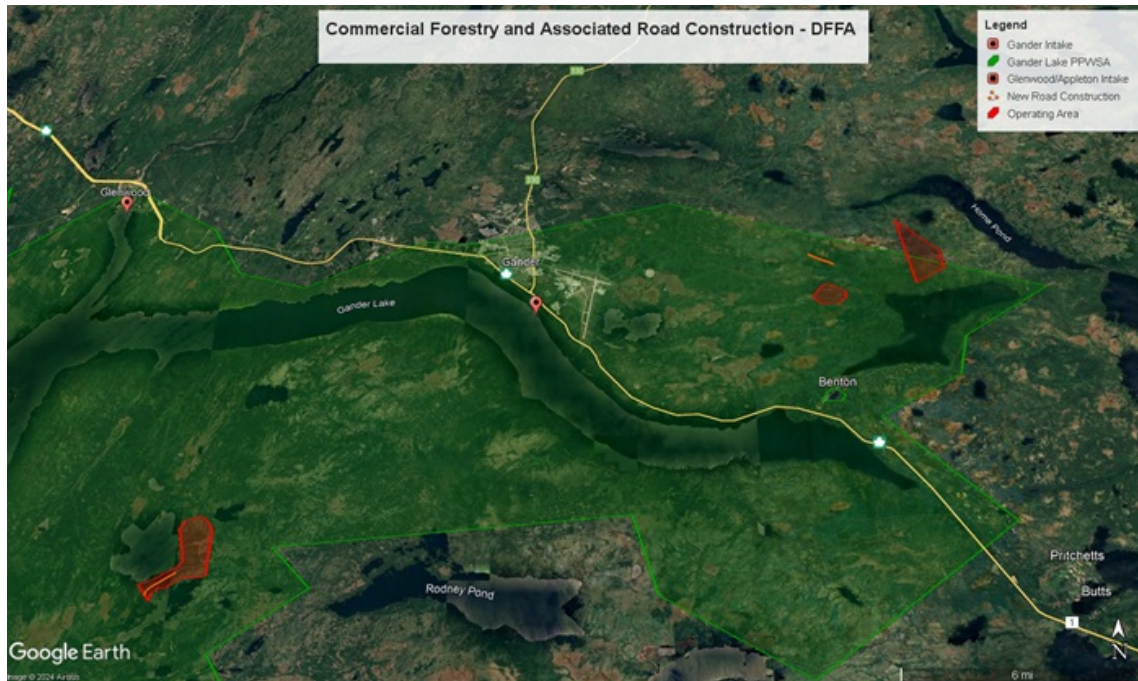 Commercial Forestry and Associated Road Construction - DFFA
Legend
Gander Intake
Gander Lake PPWSA
Glenwood/Appleton Intake
New Road Construction
Operating Area
330
330
Glenwood
Home Pond
Gander
Gander Lake
Benton
Pritchetts
Butts
Rodney Pond
1
N
Google Earth
Image © 2024 Airbus
6 mi